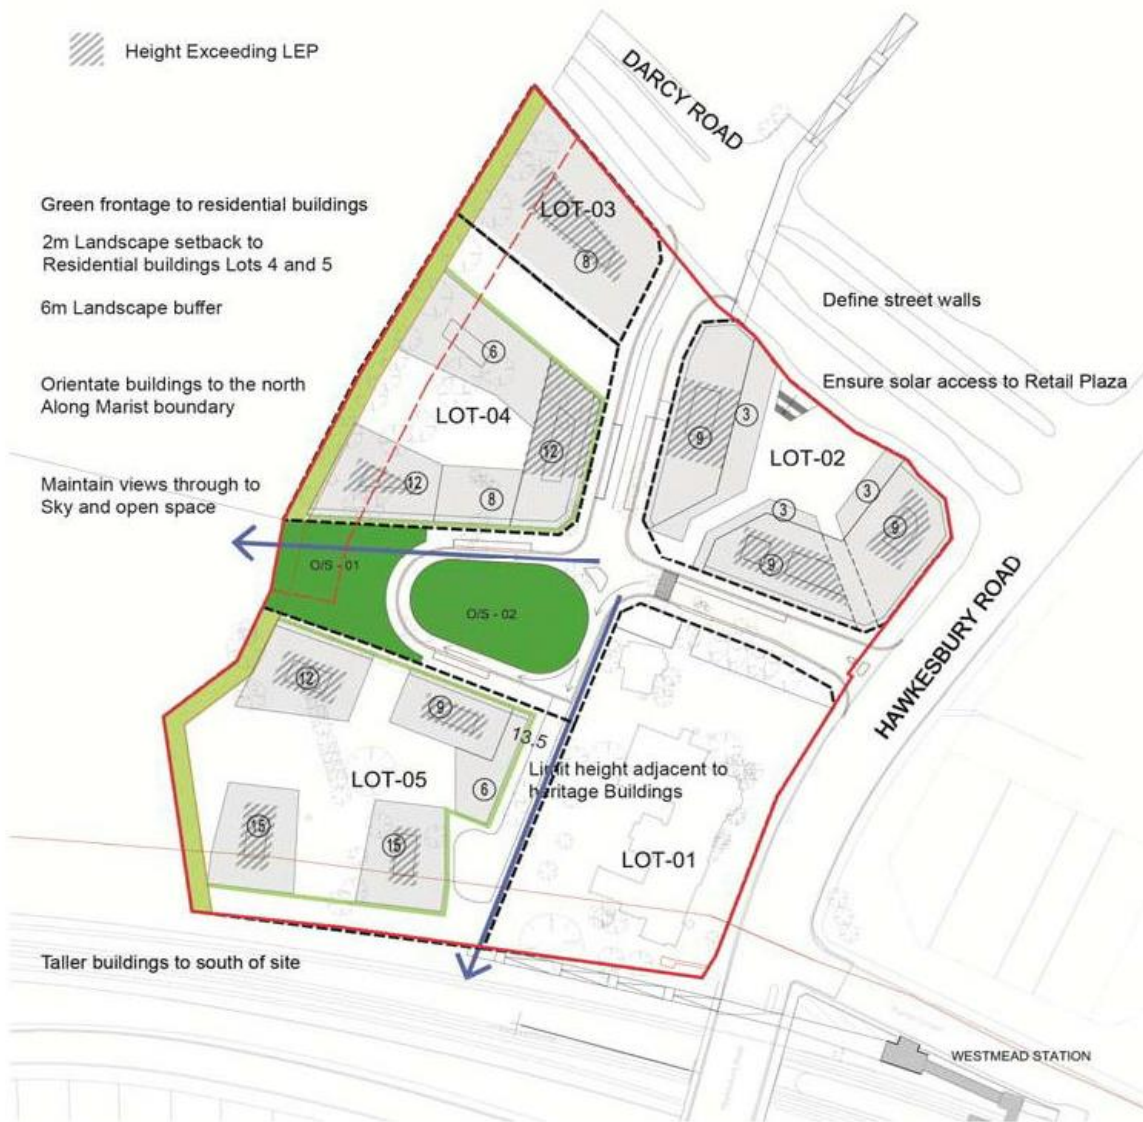 Height Exceeding LEP
DARCY ROAD
Green frontage to residential buildings
2m Landscape setback to
Residential buildings Lots 4 and 5
6m Landscape buffer
Orientate buildings to the north
Along Marist boundary
Maintain views through to
Sky and open space
LOT-03
8
Define street walls
Ensure solar access to Retail Plaza
6
LOT-04
12
12
8
3
9
LOT-02
3
3
9
9
O/S - 01
O/S - 02
HAWKESBURY ROAD
12
9
13.5
Limit height adjacent to
heritage Buildings
LOT-05
6
15
15
LOT-01
Taller buildings to south of site
WESTMEAD STATION